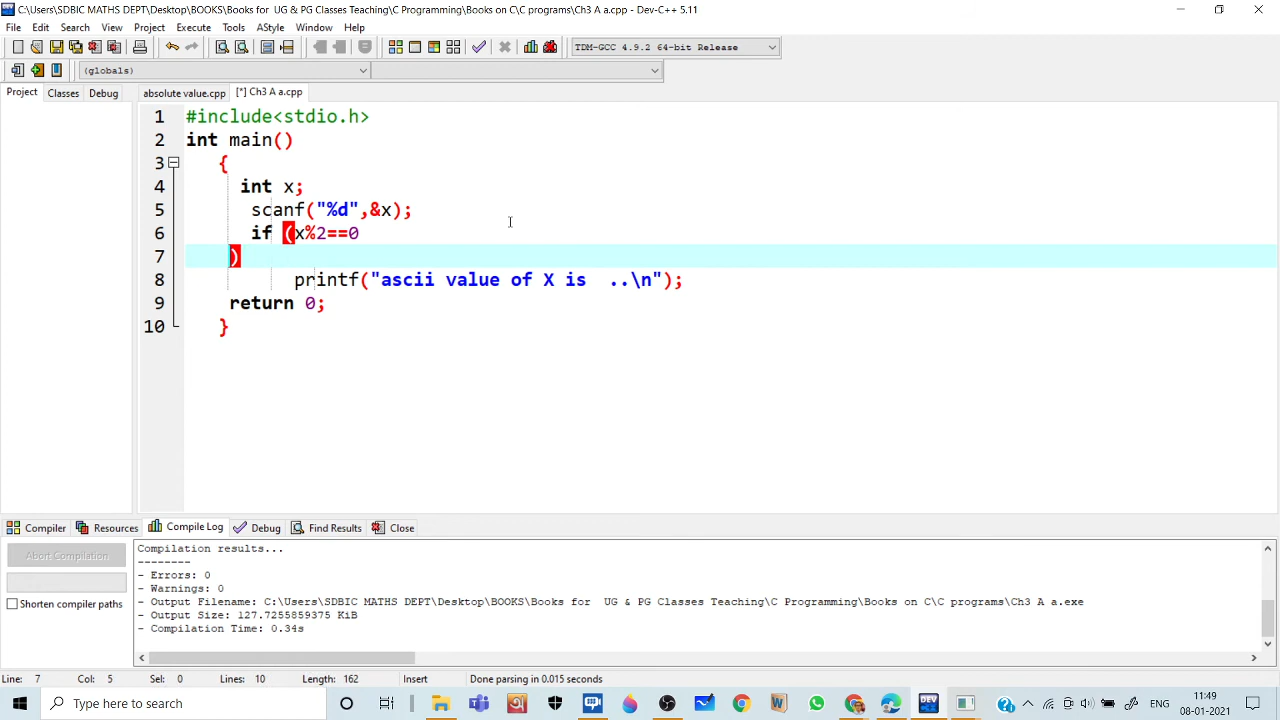 C:\Users\SDBIC MATHS DEPT\Desktop\BOOKS\Books for  UG & PG Classes Teaching\C Programming\Books on C\C programs\Ch3 A a.cpp - Dev-C++ 5.11
File Edit Search View Project Execute Tools AStyle Window Help
TDM-GCC 4.9.2 64-bit Release
(globals)
Project Classes Debug absolute value.cpp [*] Ch3 A a.cpp
1 #include<stdio.h>
2 int main()
3 {
4 int x;
5 scanf("%d",&x);
6 if (x%2==0
7 )
8 printf("ascii value of X is  ..\n");
9 return 0;
10 }
Compiler Resources Compile Log Debug Find Results Close
Abort Compilation
Shorten compiler paths
Compilation results...
--------
- Errors: 0
- Warnings: 0
- Output Filename: C:\Users\SDBIC MATHS DEPT\Desktop\BOOKS\Books for  UG & PG Classes Teaching\C Programming\Books on C\C programs\Ch3 A a.exe
- Output Size: 127.7255859375 KiB
- Compilation Time: 0.34s
Line: 7 Col: 5 Sel: 0 Lines: 10 Length: 162 Insert Done parsing in 0.015 seconds
Type here to search
11:49
08-01-2021